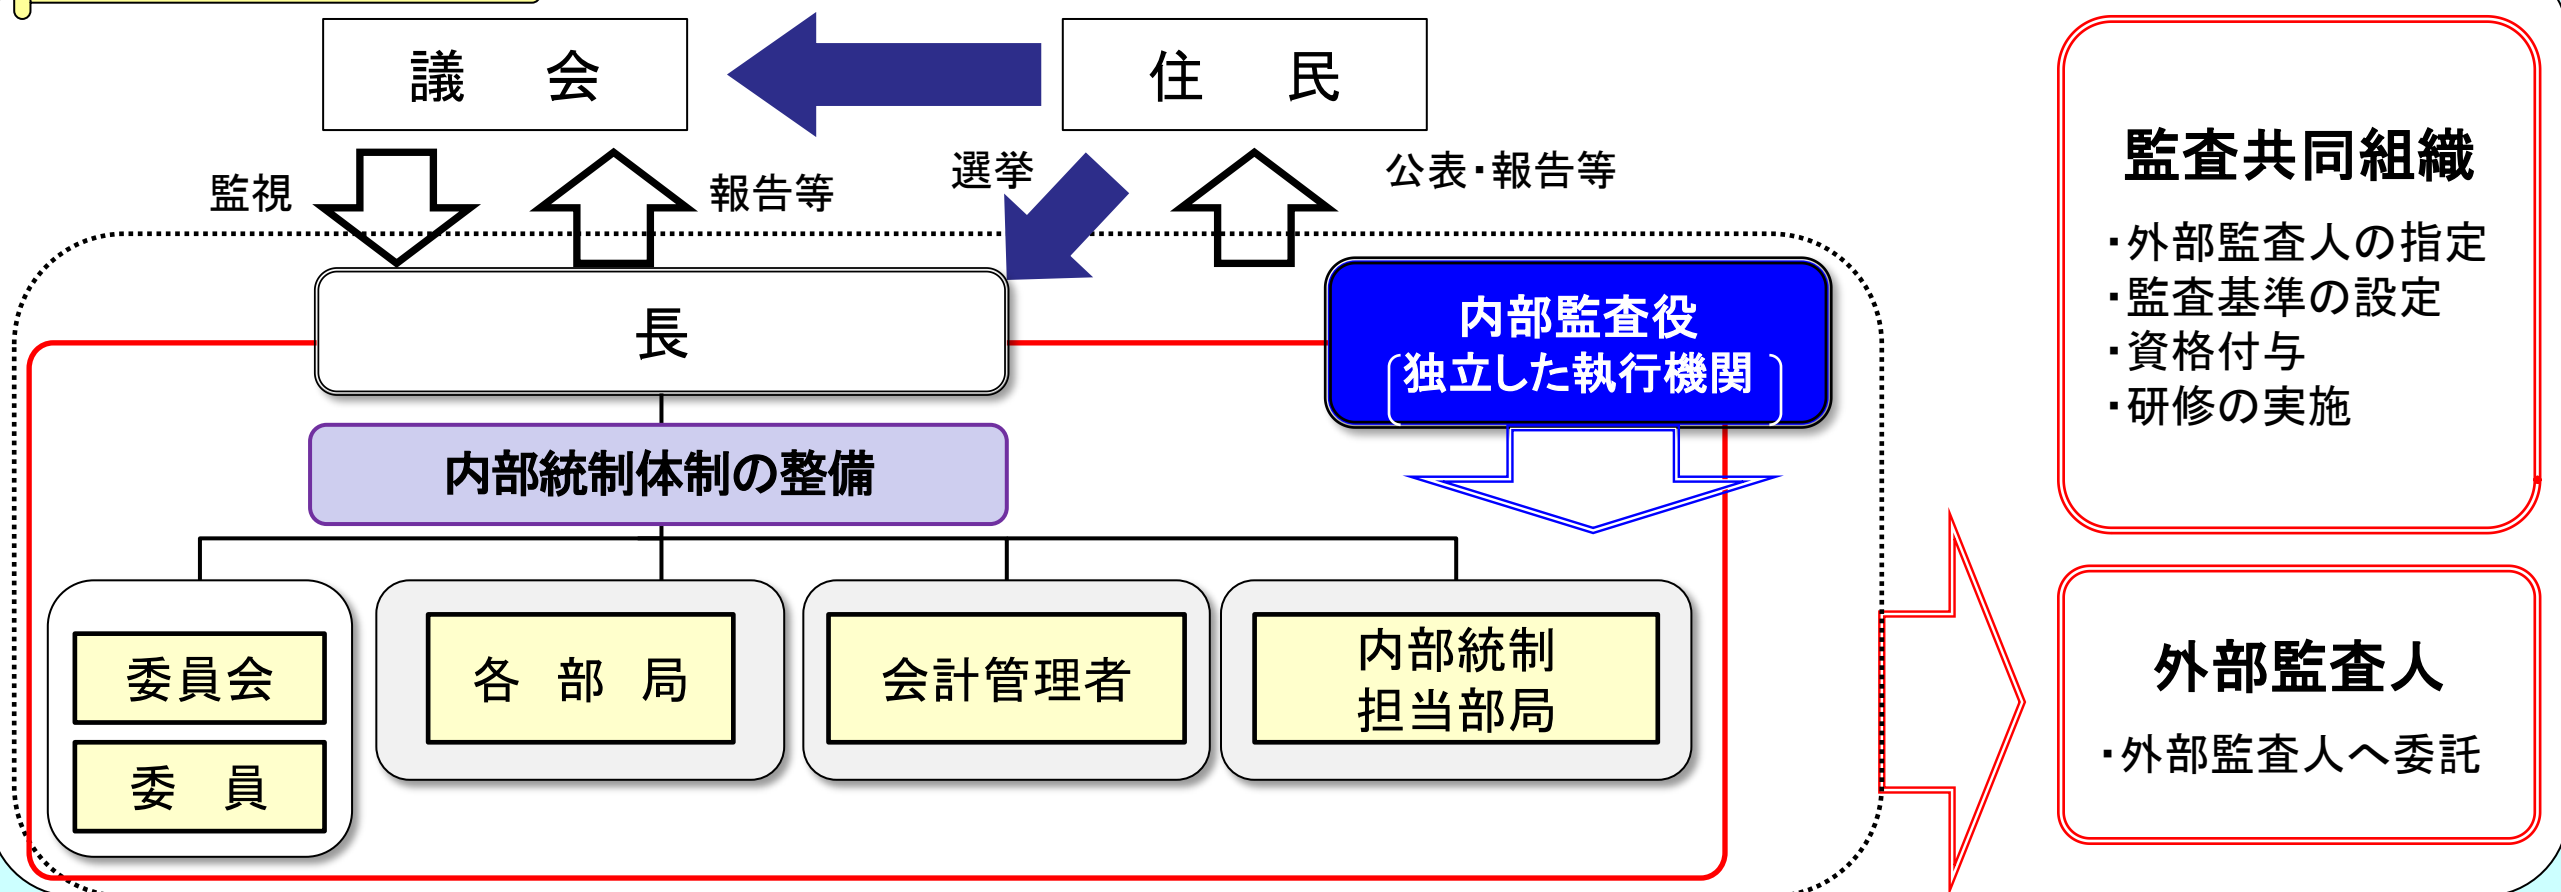 議　会
住　民
監視
報告等
選挙
公表・報告等
長
内部監査役
独立した執行機関
内部統制体制の整備
委員会
委　員
各　部　局
会計管理者
内部統制
担当部局
監査共同組織
・外部監査人の指定
・監査基準の設定
・資格付与
・研修の実施
外部監査人
・外部監査人へ委託